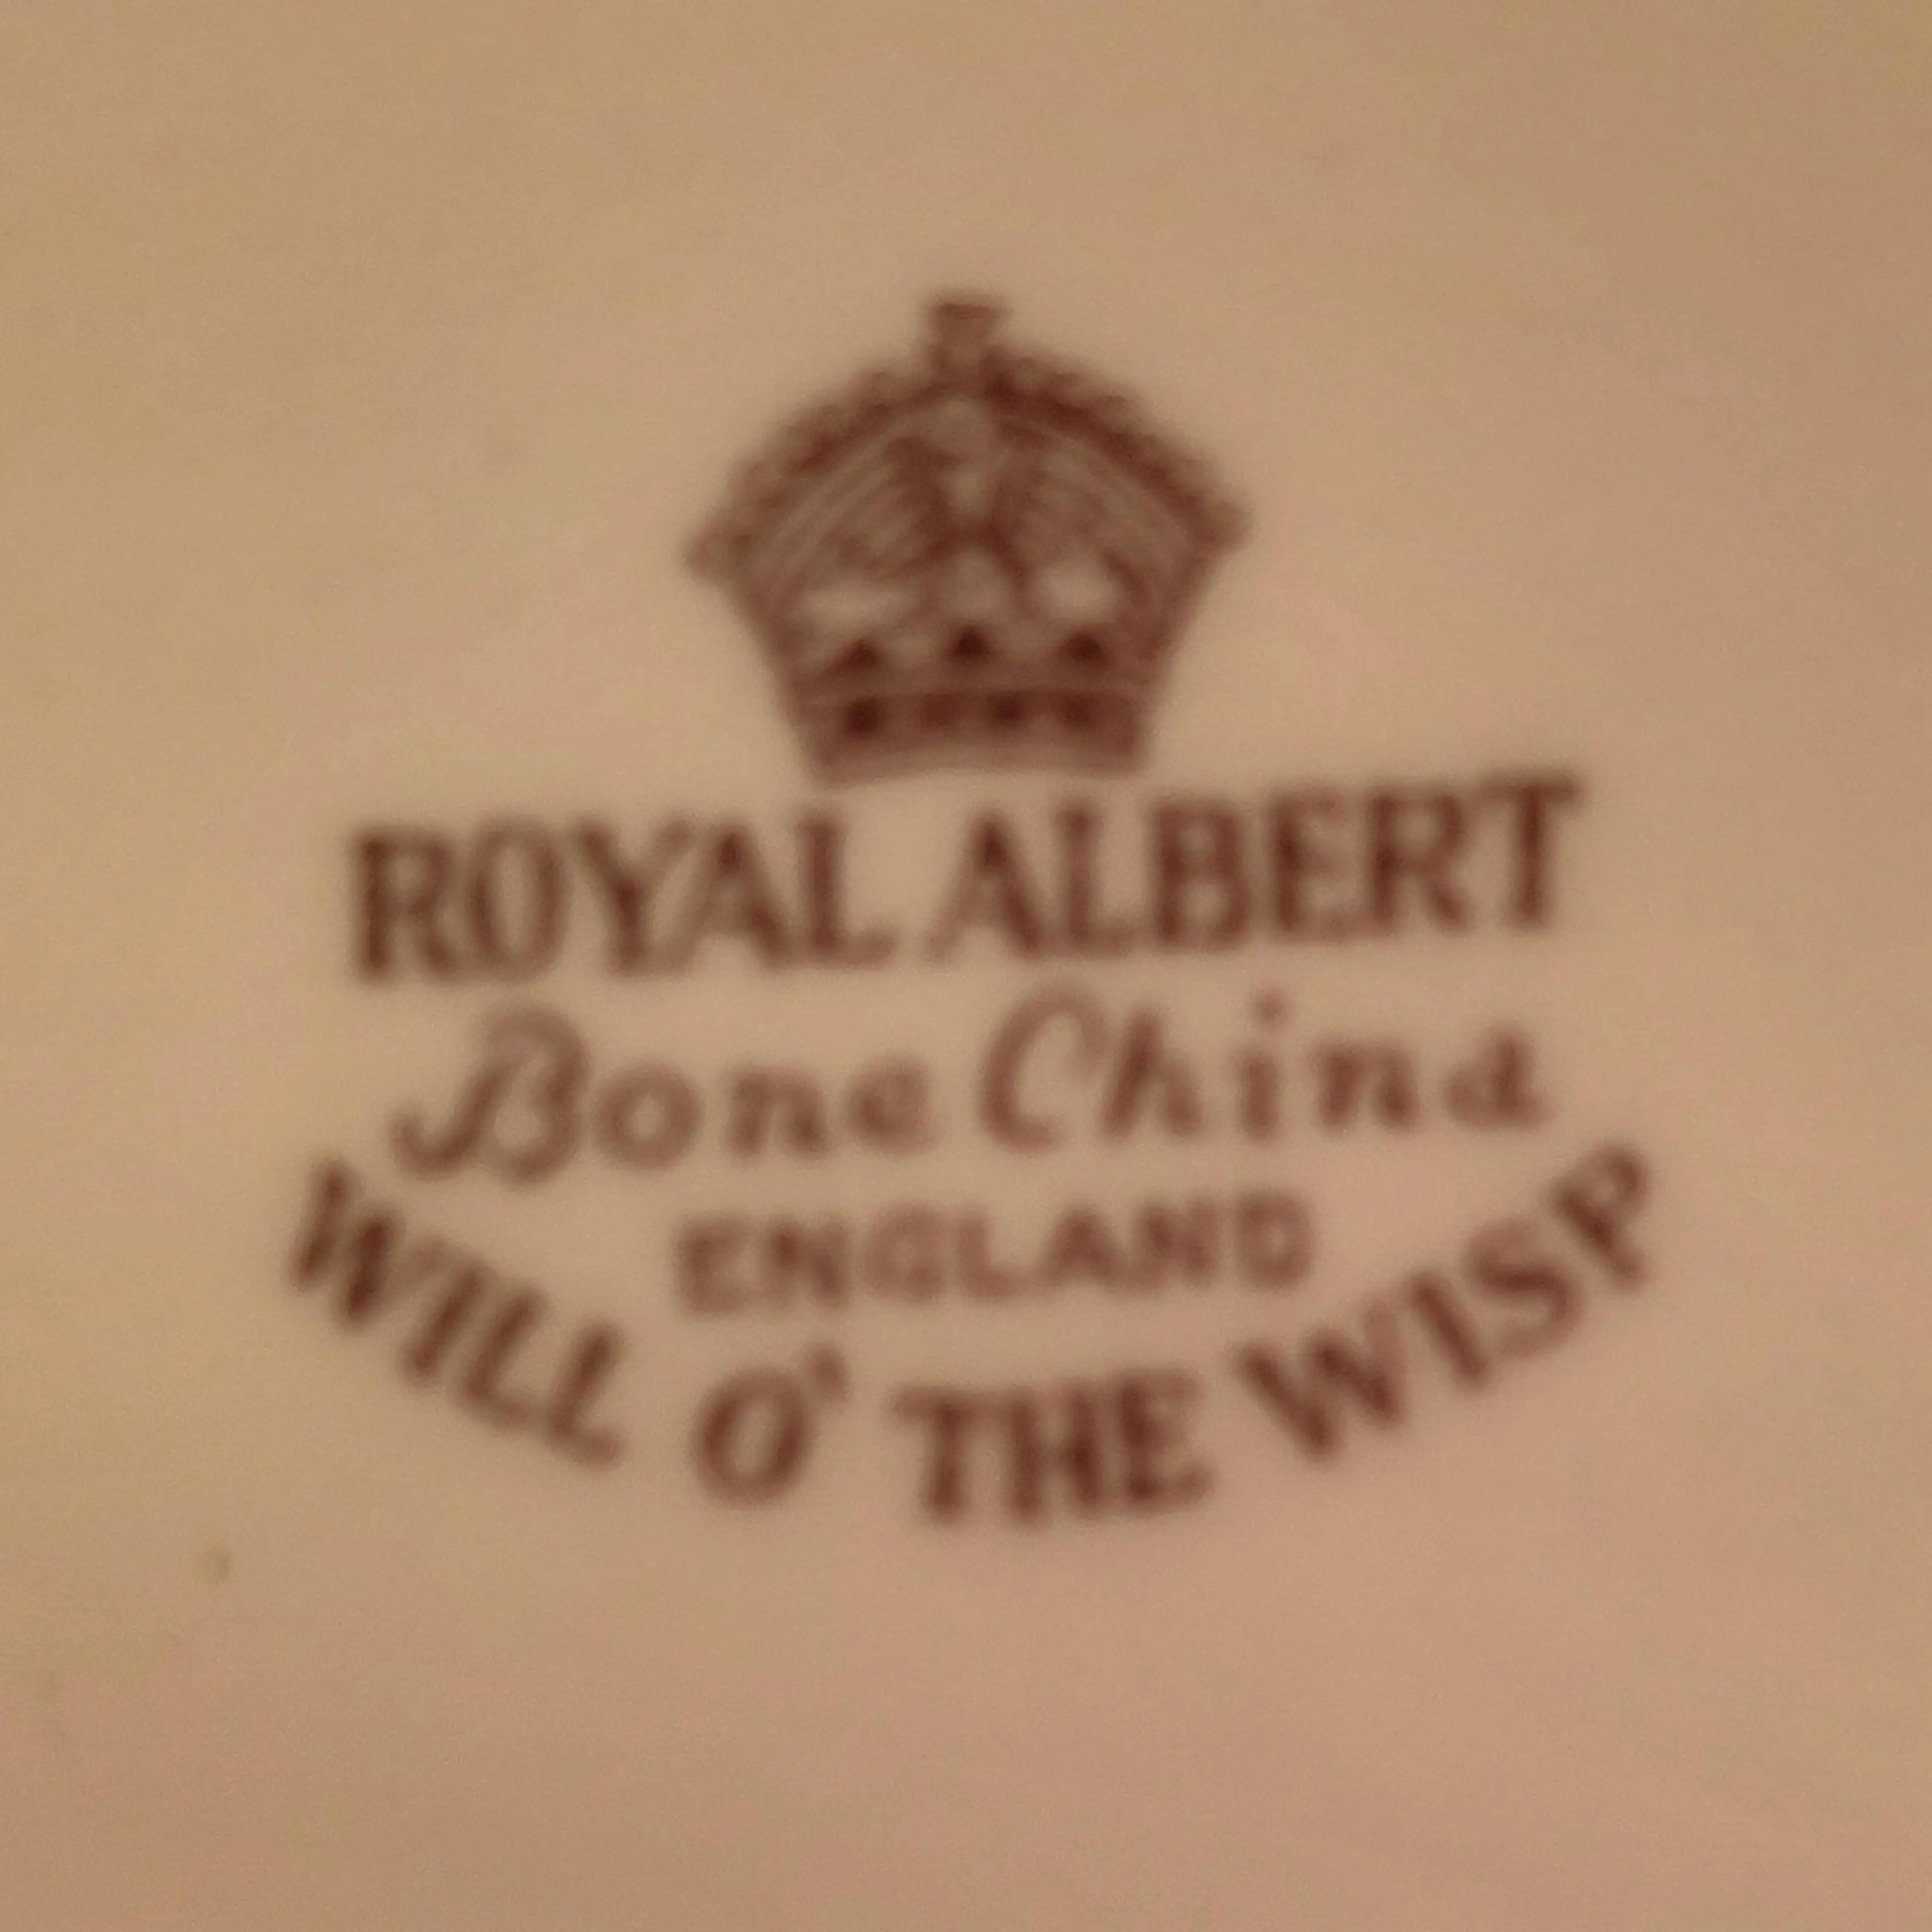 ROYAL ALBERT
Bone China
ENGLAND
WILL O' THE WISP